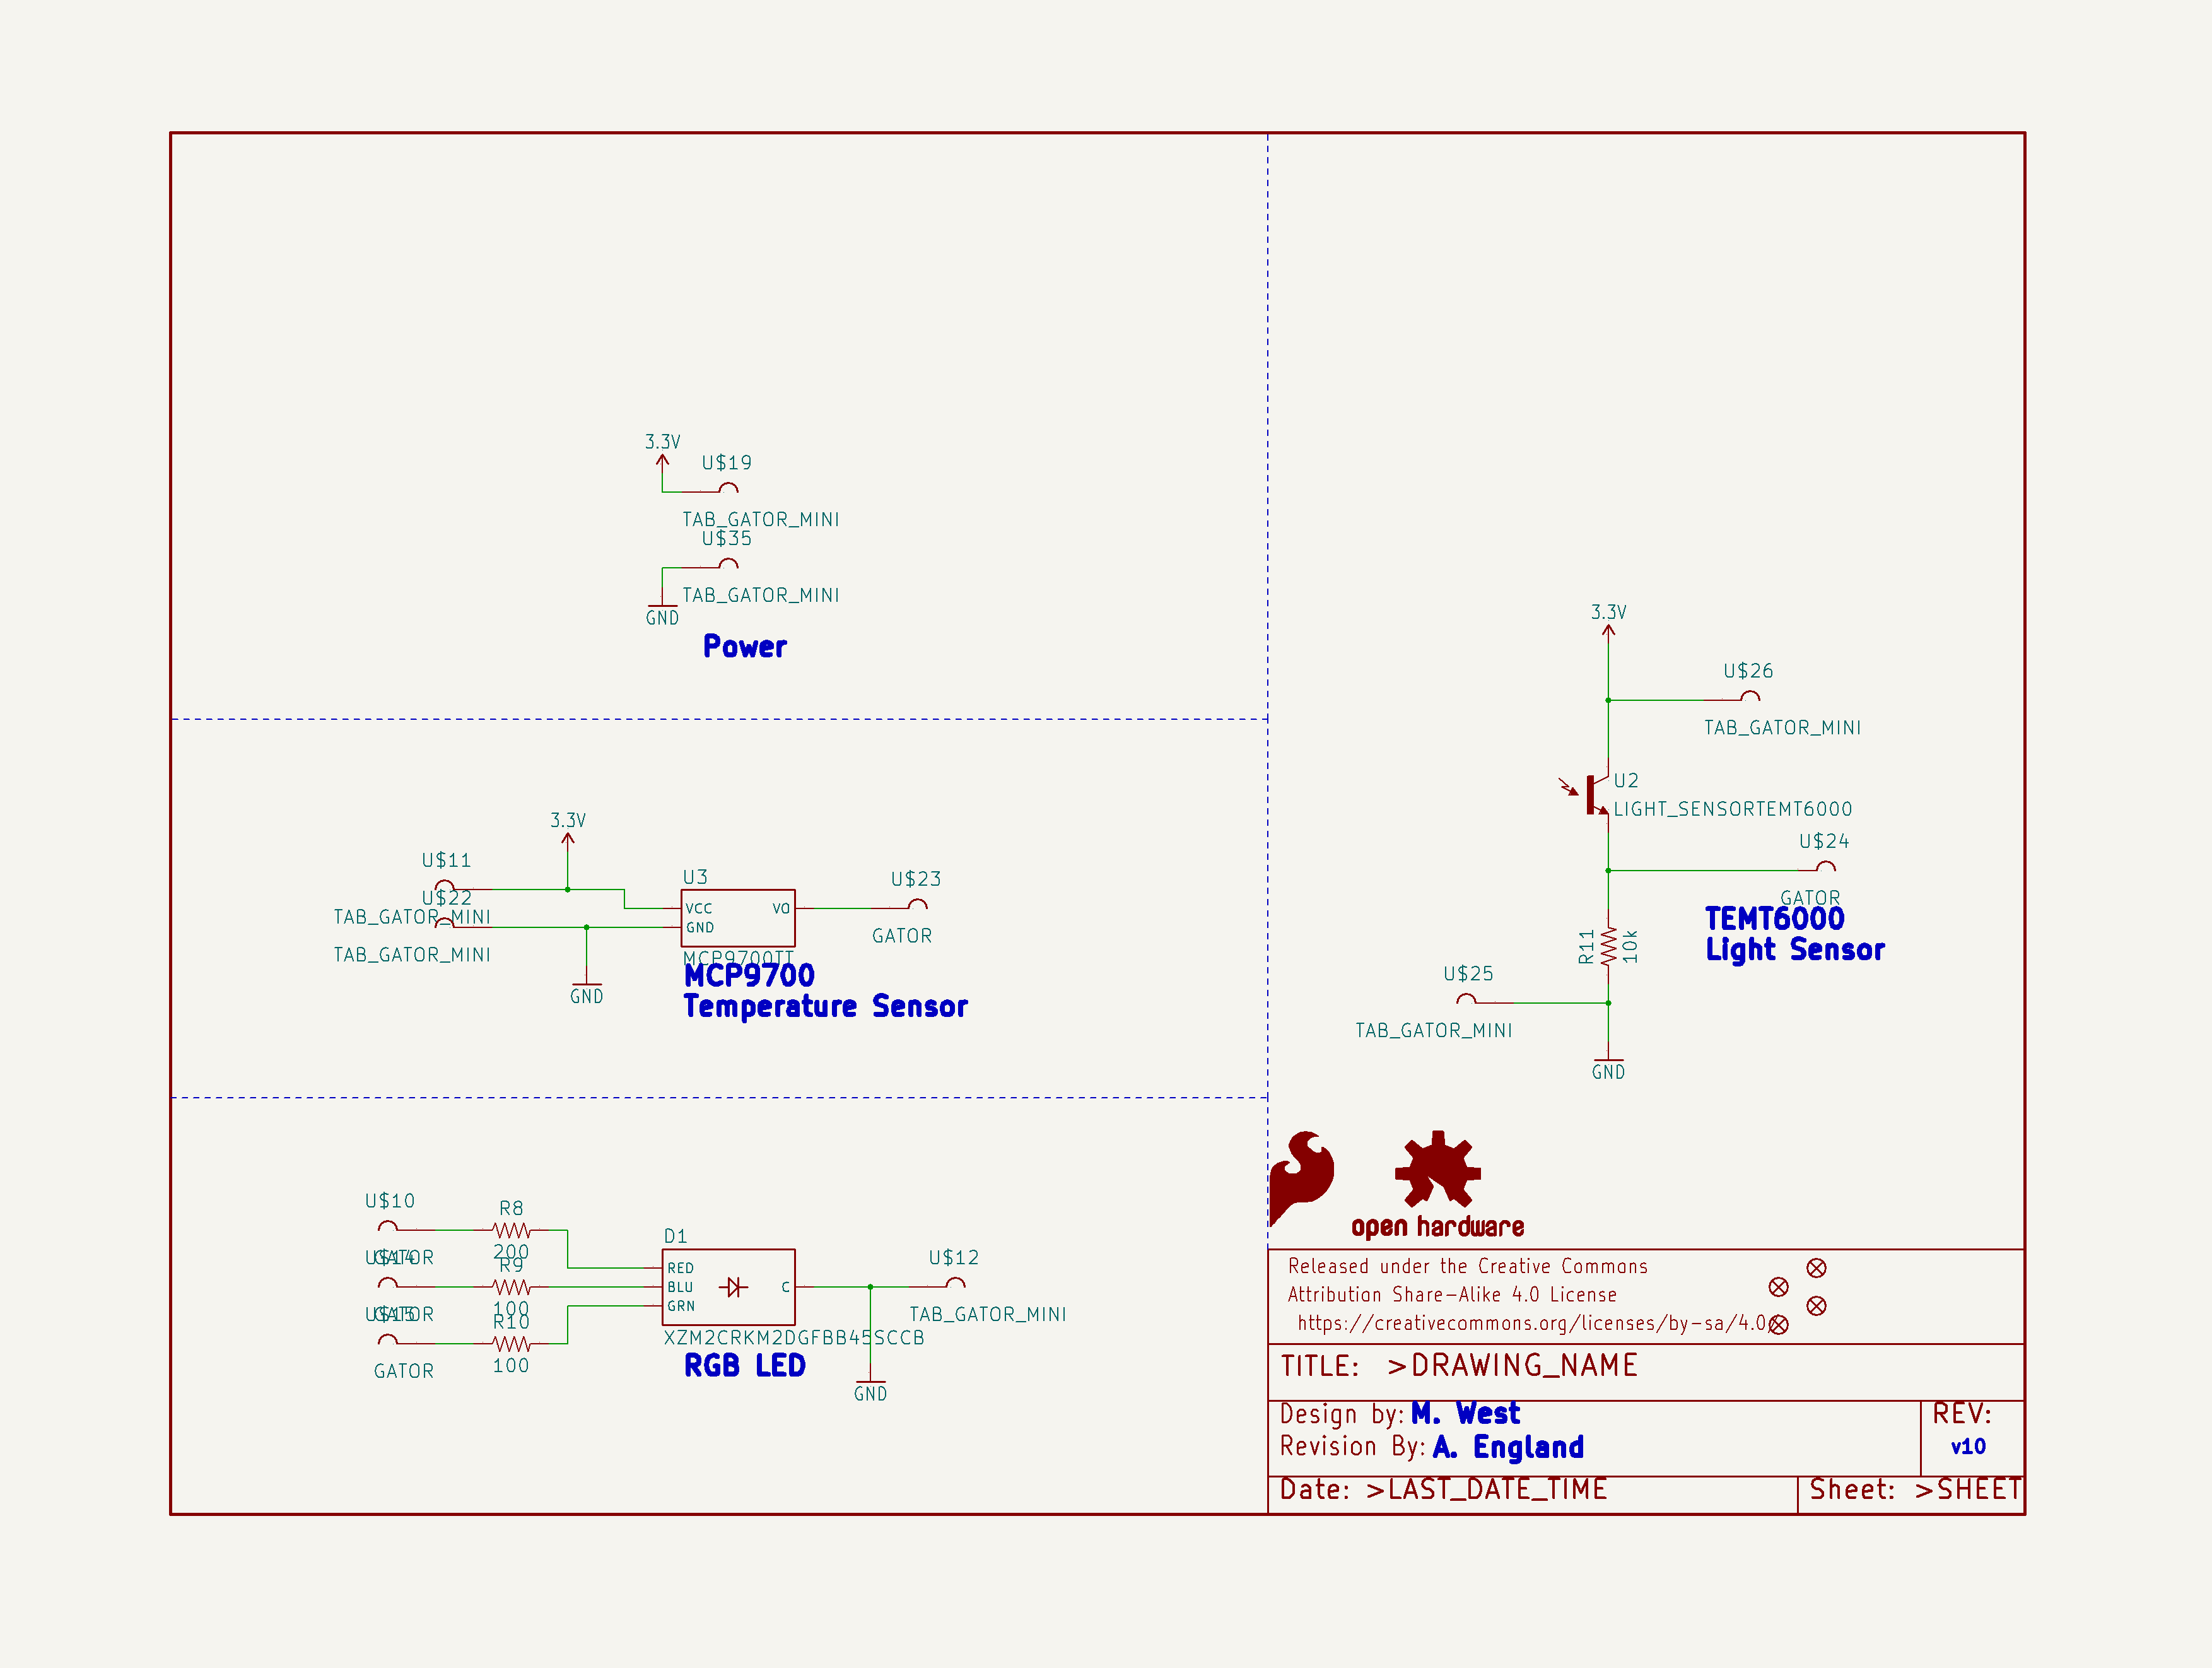 3.3V
U$19
TAB_GATOR_MINI
U$35
TAB_GATOR_MINI
GND
Power
3.3V
U$11
U$22
TAB_GATOR_MINI
TAB_GATOR_MINI
GND
U3
VCC
GND
VO
MCP9700TT
U$23
GATOR
MCP9700
Temperature Sensor
U$10
GATOR
U$14
GATOR
GATOR
R8
200
R9
100
R10
100
D1
RED
BLU
GRN
C
XZM2CRKM2DGFBB45SCCB
U$12
TAB_GATOR_MINI
GND
RGB LED
3.3V
U$26
TAB_GATOR_MINI
U2
LIGHT_SENSORTEMT6000
U$24
GATOR
TEMT6000
Light Sensor
R11
10k
U$25
TAB_GATOR_MINI
GND
open hardware
Released under the Creative Commons
Attribution Share-Alike 4.0 License
https://creativecommons.org/licenses/by-sa/4.0/
TITLE: >DRAWING_NAME
Design by: M. West
Revision By: A. England
REV:
v10
Date: >LAST_DATE_TIME
Sheet: >SHEET